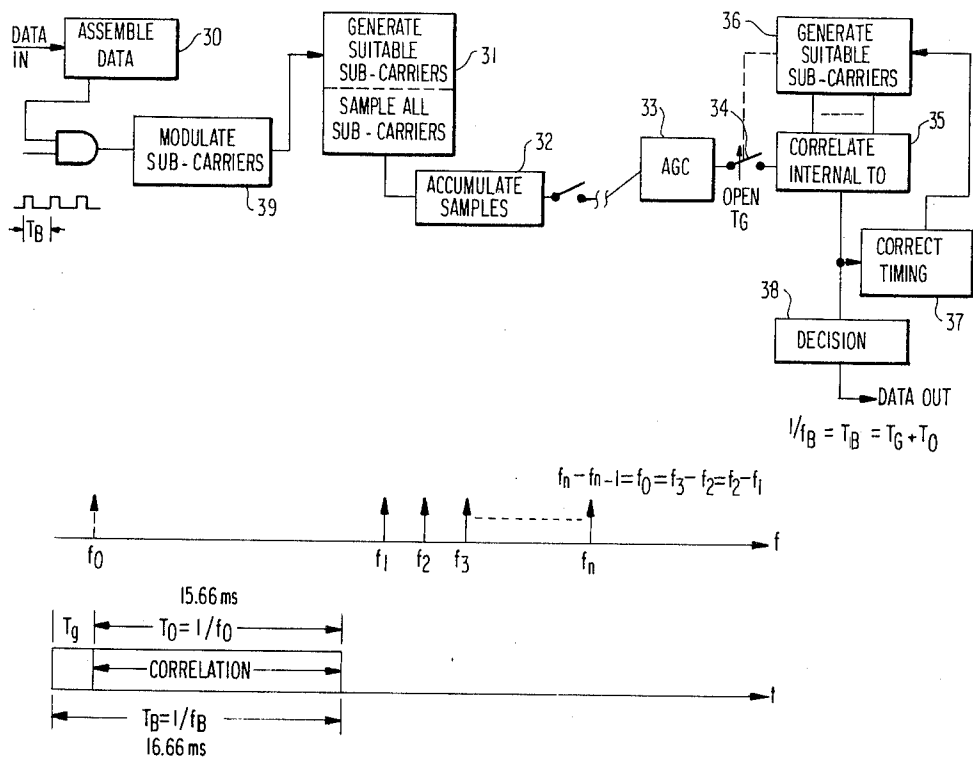 DATA
IN
ASSEMBLE
DATA
30
T_B
MODULATE
SUB-CARRIERS
39
GENERATE
SUITABLE
SUB-CARRIERS
SAMPLE ALL
SUB-CARRIERS
31
ACCUMULATE
SAMPLES
32
33
AGC
34
OPEN
T_G
36
GENERATE
SUITABLE
SUB-CARRIERS
35
CORRELATE
INTERNAL TO
CORRECT
TIMING
37
38
DECISION
DATA OUT
1/f_B = T_B = T_G + T_O
f_n-f_n-1=f_0=f_3-f_2=f_2-f_1
f_0
f_1
f_2
f_3
f_n
f
15.66 ms
T_g
T_O=1/f_0
CORRELATION
t
T_B=1/f_B
16.66 ms